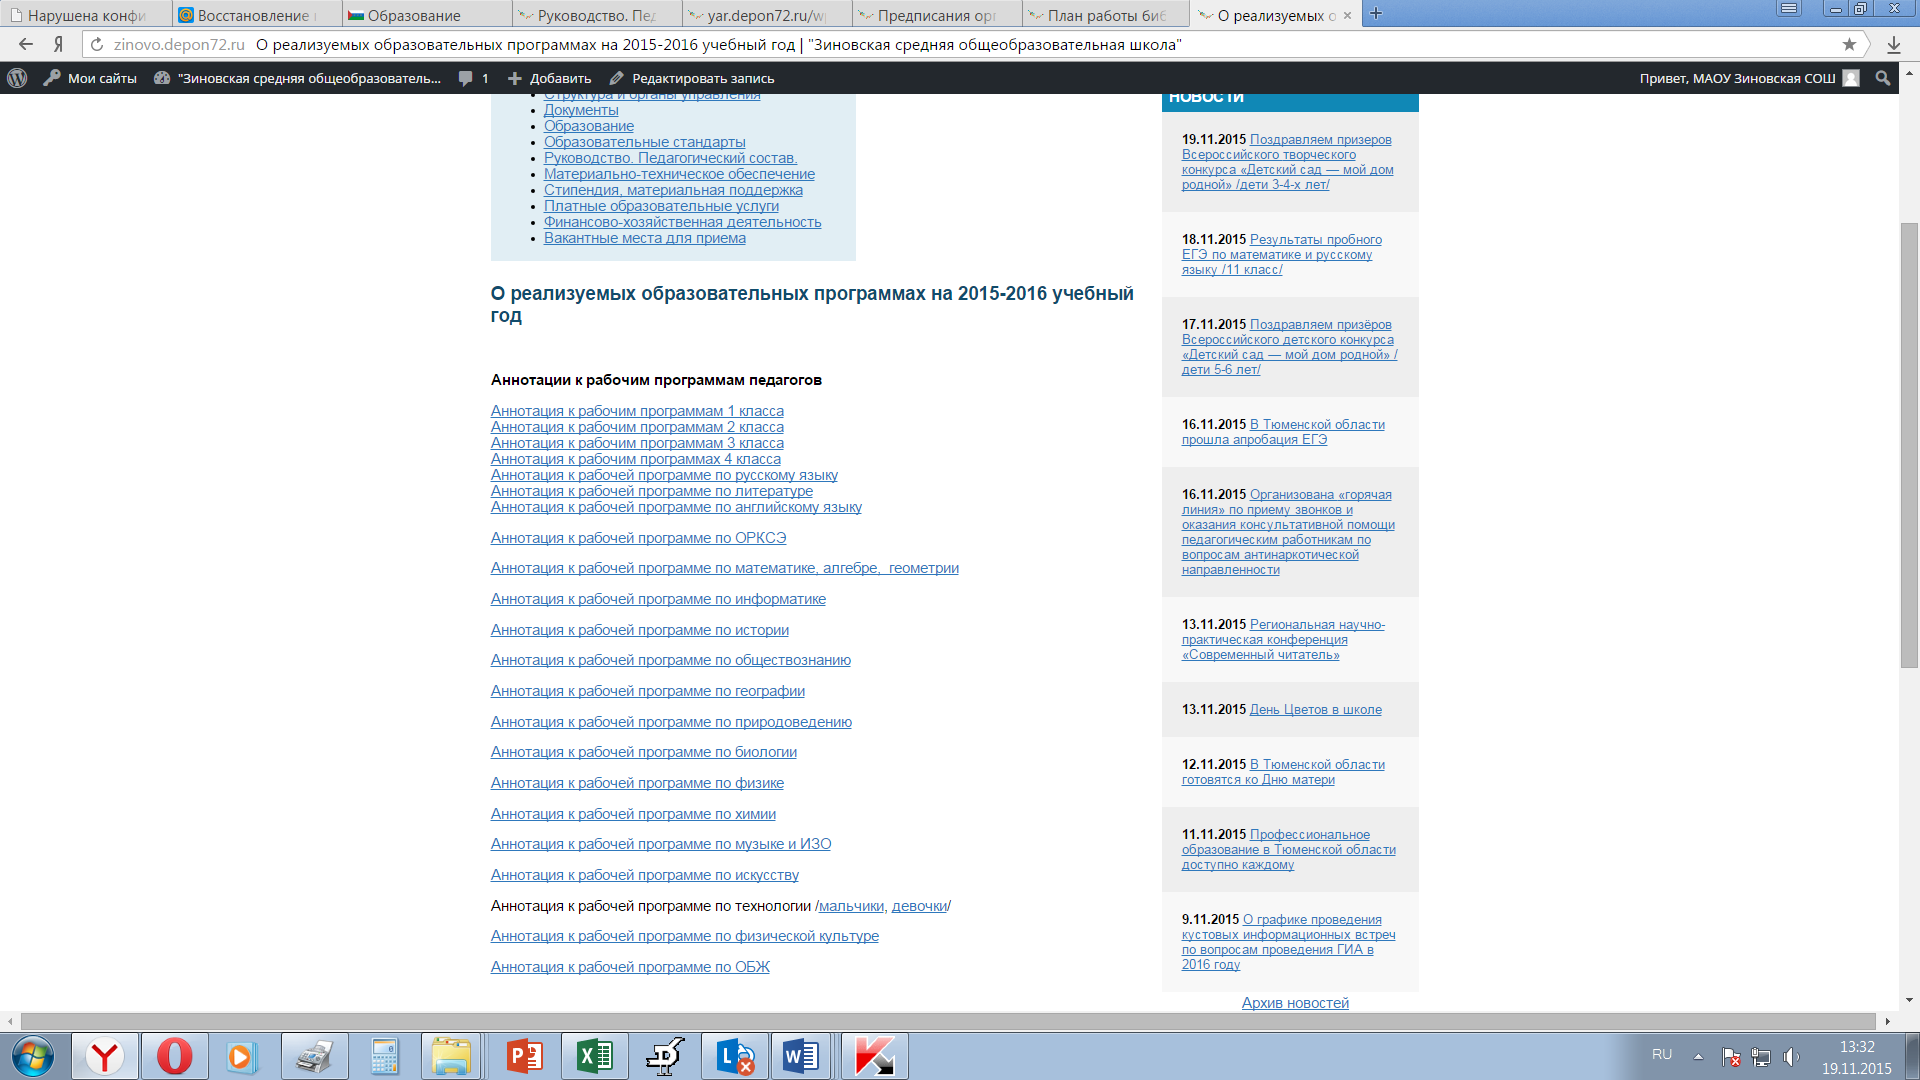 Нарушена конфи
Восстановление
Образование
Руководство. Пед
yar.depon72.ru/wp
Предписания орг
План работы биб
О реализуемых о
zinovo.depon72.ru О реализуемых образовательных программах на 2015-2016 учебный год | "Зиновская средняя общеобразовательная школа"
Мои сайты
"Зиновская средняя общеобразователь...
1
Добавить
Редактировать запись
Привет, МАОУ Зиновская СОШ
Структура и органы управления
Документы
Образование
Образовательные стандарты
Руководство. Педагогический состав.
Материально-техническое обеспечение
Стипендия, материальная поддержка
Платные образовательные услуги
Финансово-хозяйственная деятельность
Вакантные места для приема
О реализуемых образовательных программах на 2015-2016 учебный
год
Аннотации к рабочим программам педагогов
Аннотация к рабочим программам 1 класса
Аннотация к рабочим программам 2 класса
Аннотация к рабочим программам 3 класса
Аннотация к рабочим программах 4 класса
Аннотация к рабочей программе по русскому языку
Аннотация к рабочей программе по литературе
Аннотация к рабочей программе по английскому языку
Аннотация к рабочей программе по ОРКСЭ
Аннотация к рабочей программе по математике, алгебре,  геометрии
Аннотация к рабочей программе по информатике
Аннотация к рабочей программе по истории
Аннотация к рабочей программе по обществознанию
Аннотация к рабочей программе по географии
Аннотация к рабочей программе по природоведению
Аннотация к рабочей программе по биологии
Аннотация к рабочей программе по физике
Аннотация к рабочей программе по химии
Аннотация к рабочей программе по музыке и ИЗО
Аннотация к рабочей программе по искусству
Аннотация к рабочей программе по технологии /мальчики, девочки/
Аннотация к рабочей программе по физической культуре
Аннотация к рабочей программе по ОБЖ
НОВОСТИ
19.11.2015 Поздравляем призеров
Всероссийского творческого
конкурса «Детский сад — мой дом
родной» /дети 3-4-х лет/
18.11.2015 Результаты пробного
ЕГЭ по математике и русскому
языку /11 класс/
17.11.2015 Поздравляем призёров
Всероссийского детского конкурса
«Детский сад — мой дом родной» /
дети 5-6 лет/
16.11.2015 В Тюменской области
прошла апробация ЕГЭ
16.11.2015 Организована «горячая
линия» по приему звонков и
оказания консультативной помощи
педагогическим работникам по
вопросам антинаркотической
направленности
13.11.2015 Региональная научно-
практическая конференция
«Современный читатель»
13.11.2015 День Цветов в школе
12.11.2015 В Тюменской области
готовятся ко Дню матери
11.11.2015 Профессиональное
образование в Тюменской области
доступно каждому
9.11.2015 О графике проведения
кустовых информационных встреч
по вопросам проведения ГИА в
2016 году
Архив новостей
RU
13:32
19.11.2015